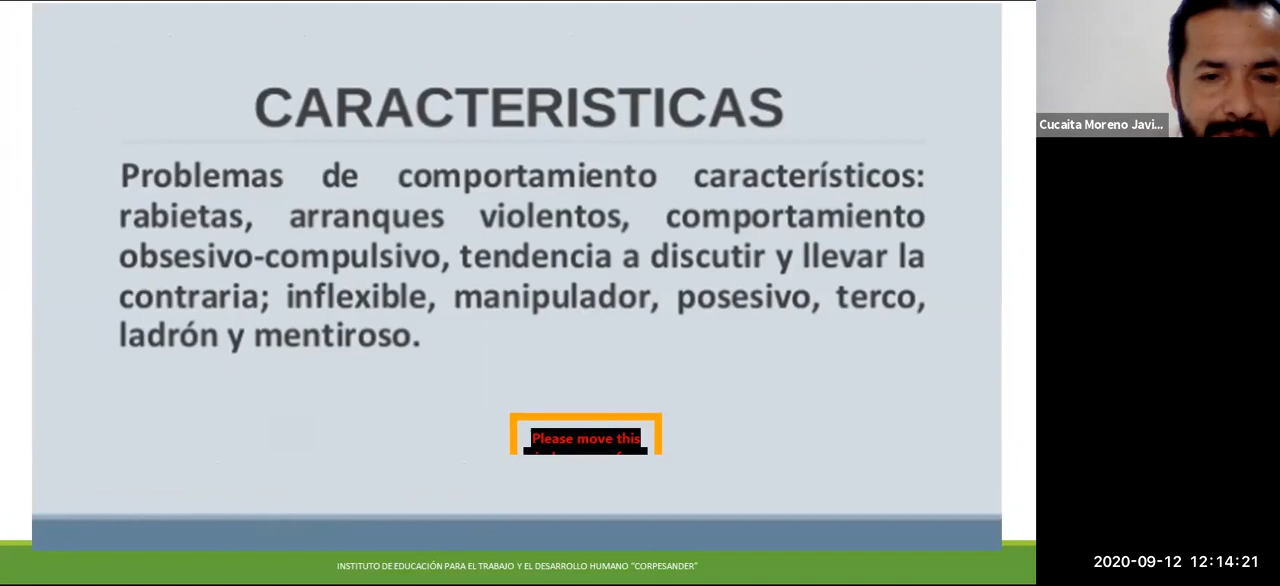 CARACTERISTICAS
Problemas de comportamiento característicos:
rabietas, arranques violentos, comportamiento
obsesivo-compulsivo, tendencia a discutir y llevar la
contraria; inflexible, manipulador, posesivo, terco,
ladrón y mentiroso.
Please move this
INSTITUTO DE EDUCACIÓN PARA EL TRABAJO Y EL DESARROLLO HUMANO “CORPESANDER”
Cucaita Moreno Javi...
2020-09-12 12:14:21